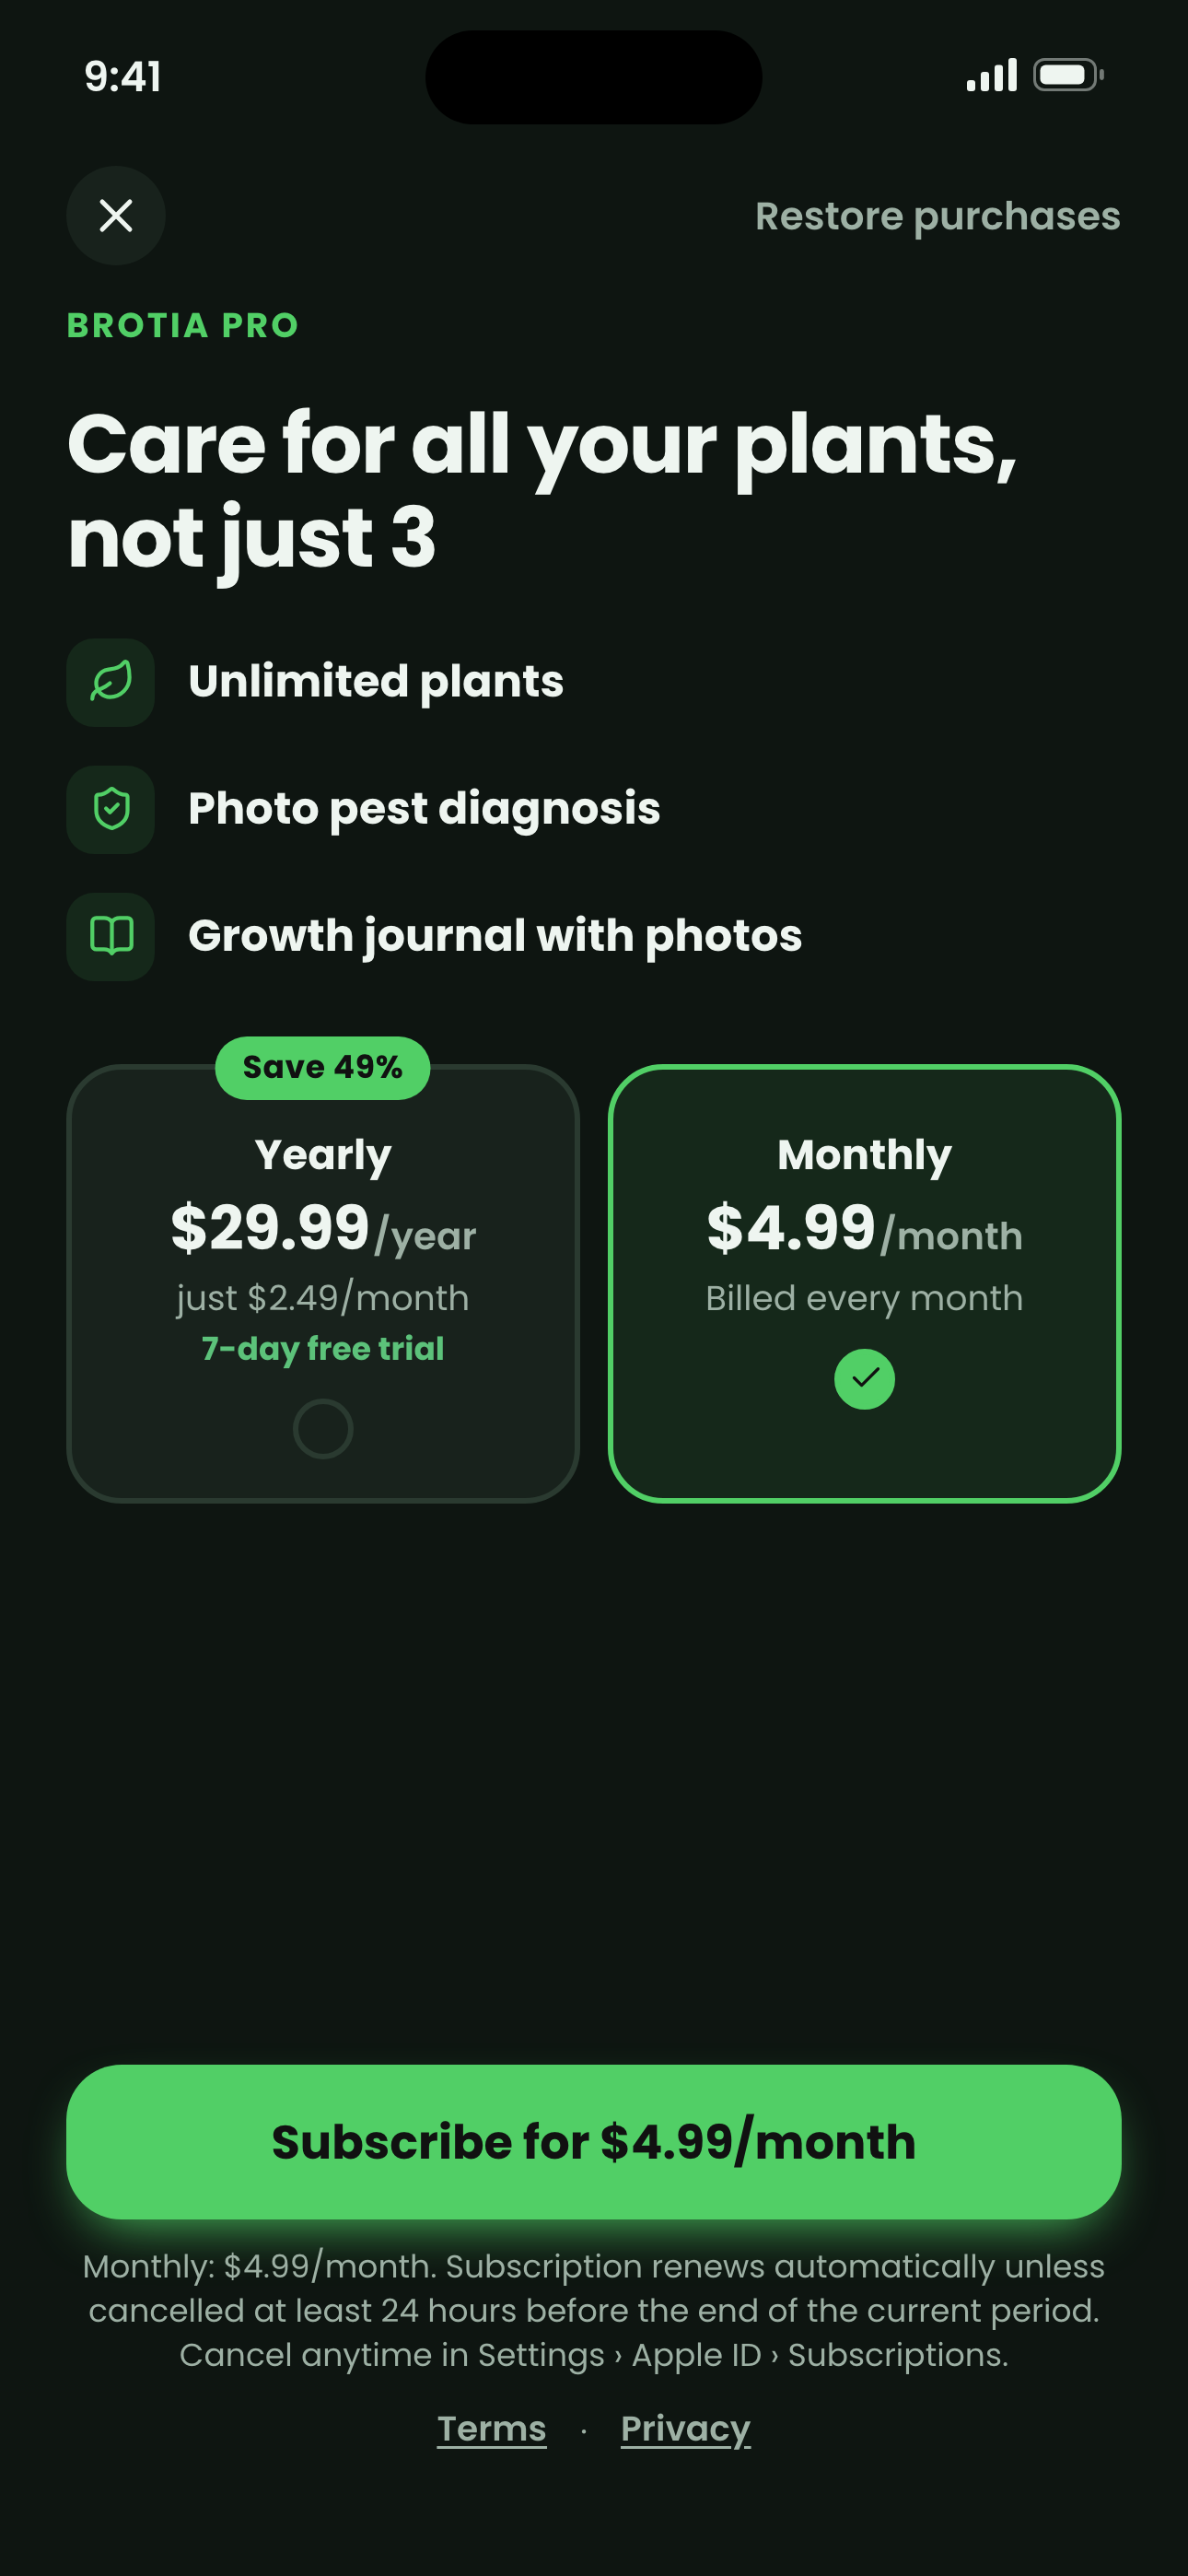 9:41
Restore purchases
BROTIA PRO
Care for all your plants,
not just 3
Unlimited plants
Photo pest diagnosis
Growth journal with photos
Save 49%
Yearly
$29.99/year
just $2.49/month
7-day free trial
Monthly
$4.99/month
Billed every month
Subscribe for $4.99/month
Monthly: $4.99/month. Subscription renews automatically unless
cancelled at least 24 hours before the end of the current period.
Cancel anytime in Settings › Apple ID › Subscriptions.
Terms · Privacy